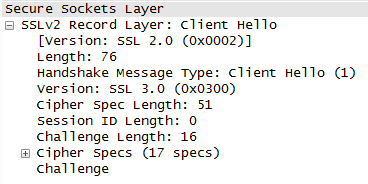 Secure Sockets Layer
SSLv2 Record Layer: Client Hello
[Version: SSL 2.0 (0x0002)]
Length: 76
Handshake Message Type: Client Hello (1)
Version: SSL 3.0 (0x0300)
Cipher Spec Length: 51
Session ID Length: 0
Challenge Length: 16
Cipher Specs (17 specs)
Challenge